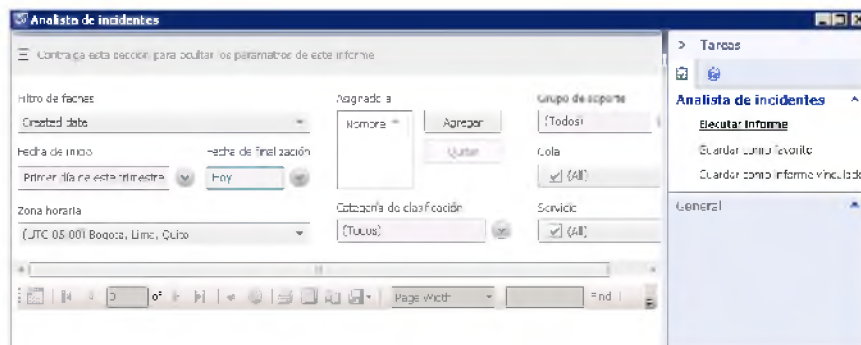 Analista de incidentes
Contraiga esta sección para ocultar los parámetros de este informe
Filtro de fechas
Created date
Fecha de inicio
Fecha de finalización
Primer día de este trimestre
Hoy
Zona horaria
(UTC-05:00) Bogota, Lima, Quito
Asignado a
Nombre
Agregar
Quitar
Categoría de clasificación
(Todos)
Grupo de soporte
(Todos)
Cola
(All)
Servicio
(All)
0 of
Page Width
Find
Tareas
Analista de incidentes
Ejecutar informe
Guardar como favorito
Guardar como informe vinculado
General